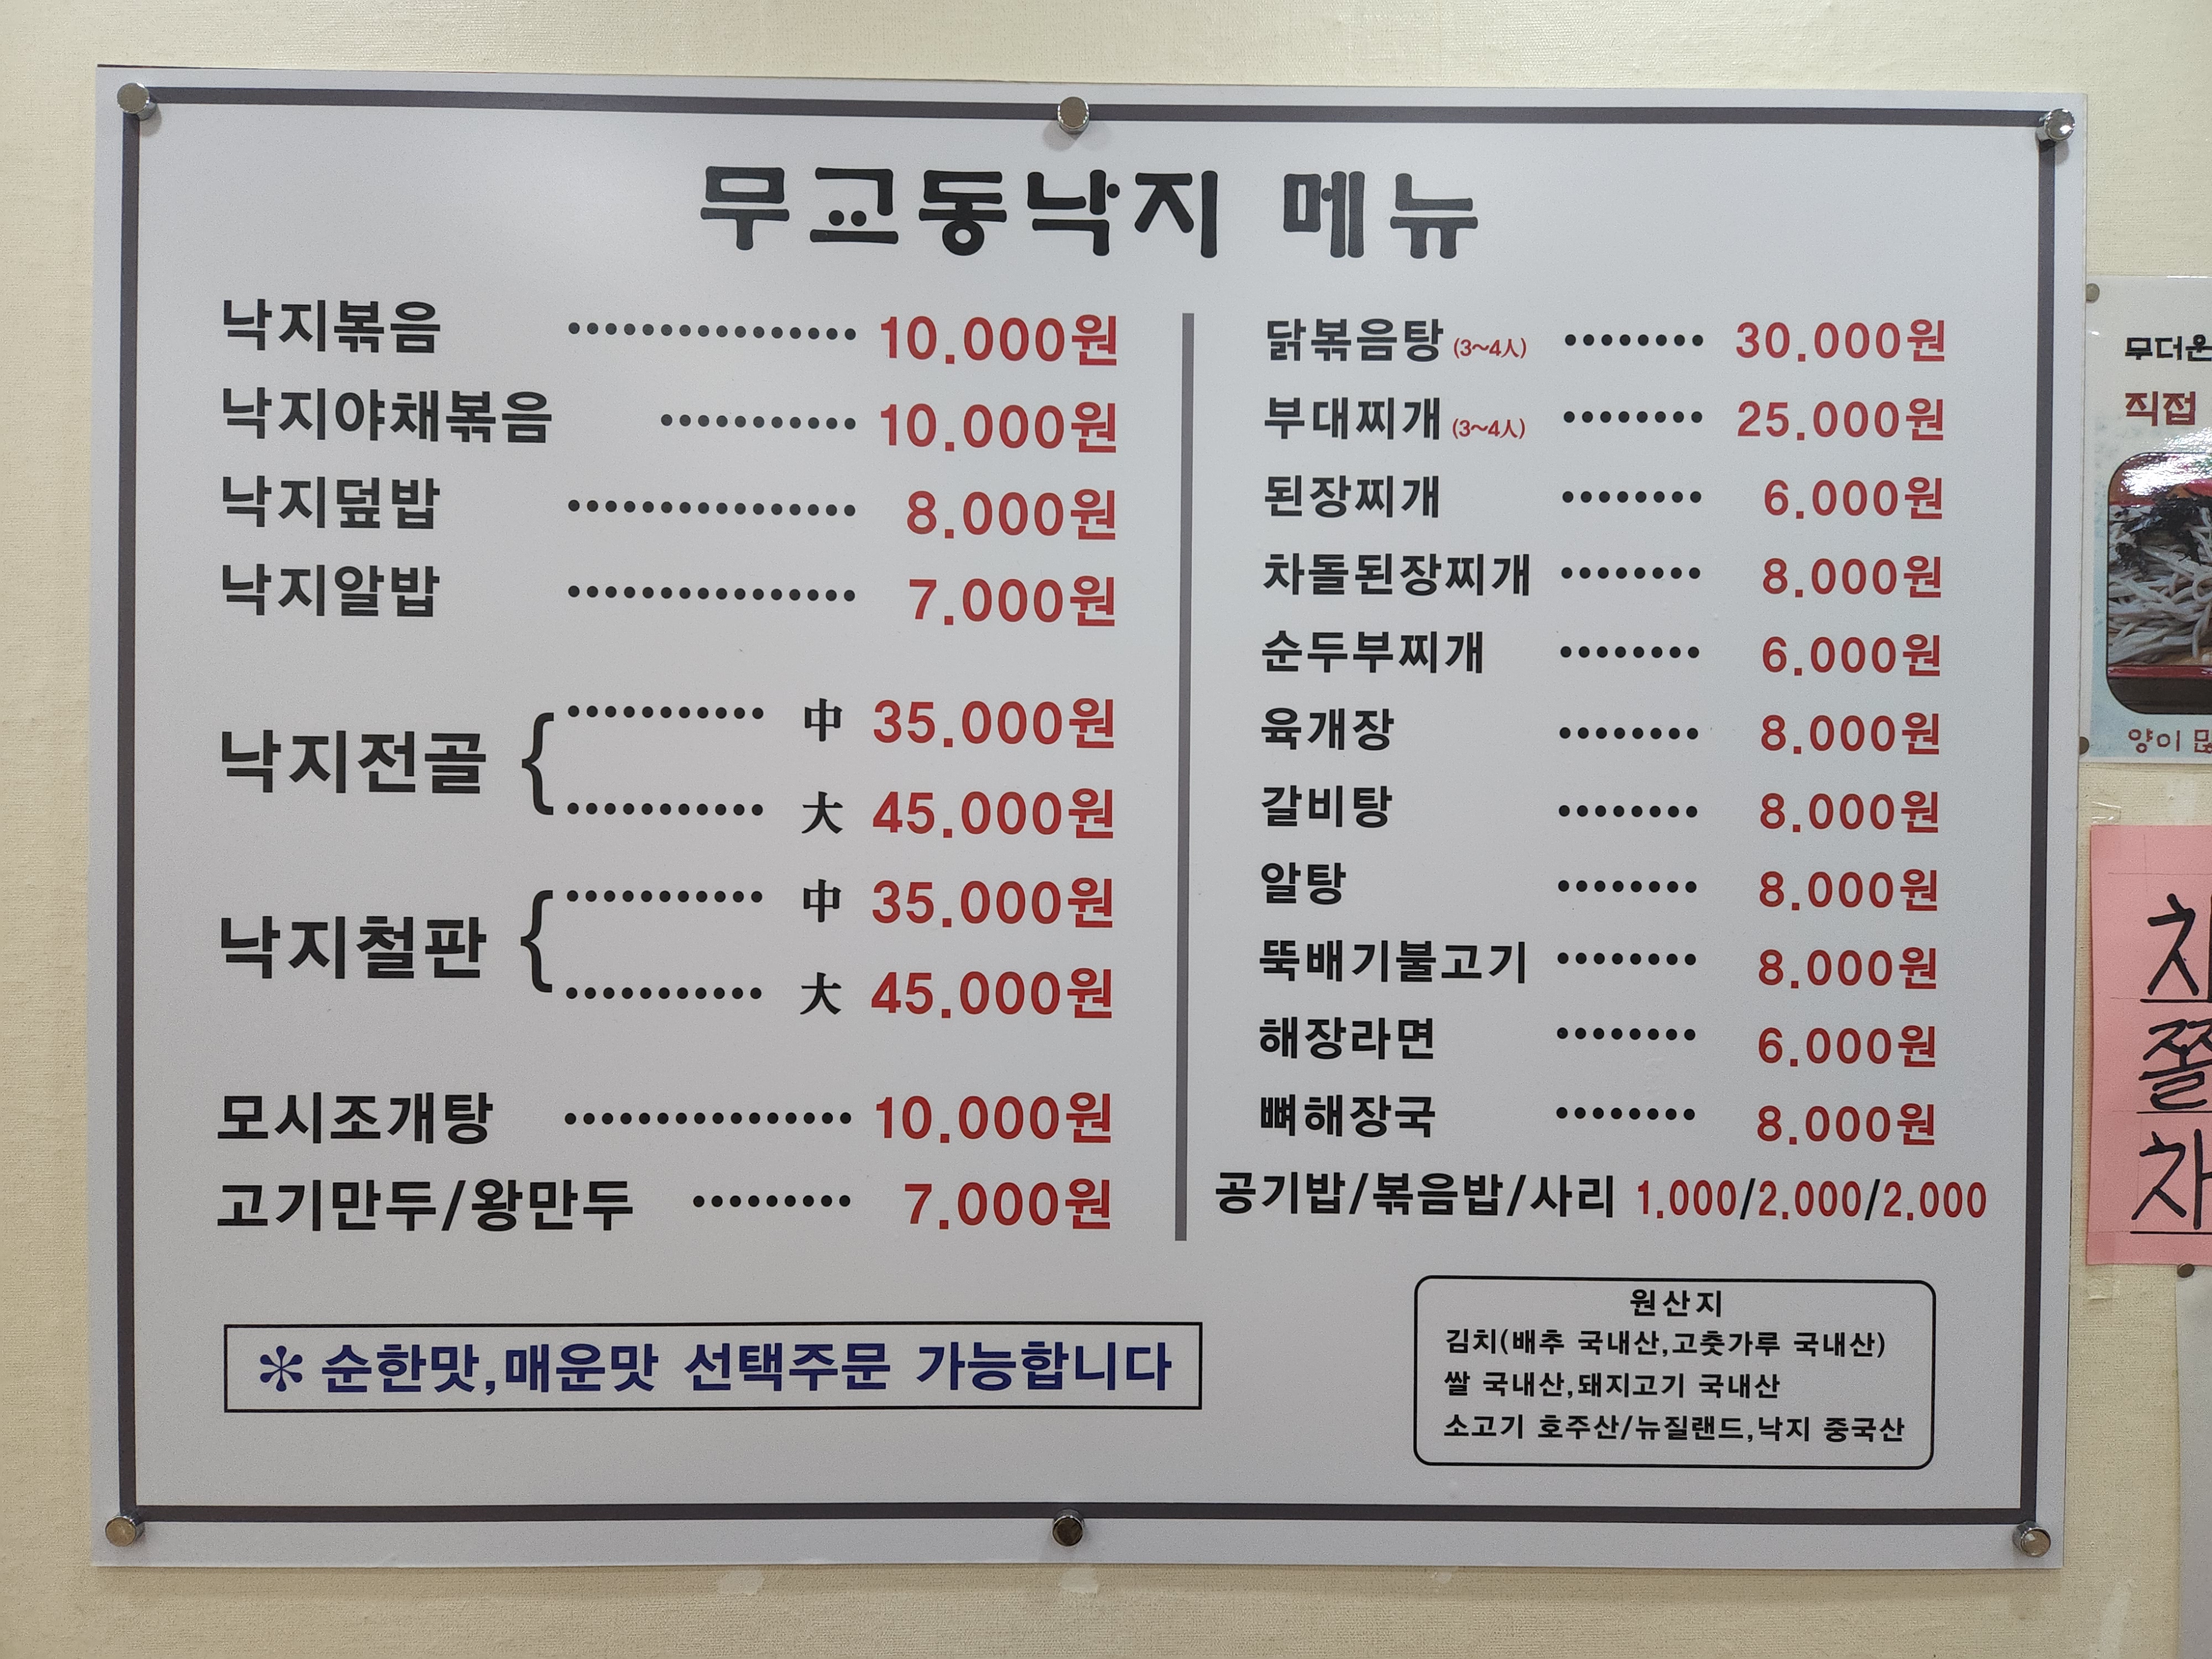 무교동낙지 메뉴
낙지볶음 ················ 10.000원
낙지야채볶음 ··········· 10.000원
낙지덮밥 ················ 8.000원
낙지알밥 ················ 7.000원
낙지전골 { ··········· 中 35.000원
··········· 大 45.000원
낙지철판 { ··········· 中 35.000원
··········· 大 45.000원
모시조개탕 ················ 10.000원
고기만두/왕만두 ········· 7.000원
닭볶음탕 (3~4人) ········ 30.000원
부대찌개 (3~4人) ········ 25.000원
된장찌개 ········ 6.000원
차돌된장찌개 ········ 8.000원
순두부찌개 ········ 6.000원
육개장 ········ 8.000원
갈비탕 ········ 8.000원
알탕 ········ 8.000원
뚝배기불고기 ········ 8.000원
해장라면 ········ 6.000원
뼈해장국 ········ 8.000원
공기밥/볶음밥/사리 1.000/2.000/2.000
✻ 순한맛,매운맛 선택주문 가능합니다
원산지
김치(배추 국내산,고춧가루 국내산)
쌀 국내산,돼지고기 국내산
소고기 호주산/뉴질랜드,낙지 중국산
무더운
직접
양이